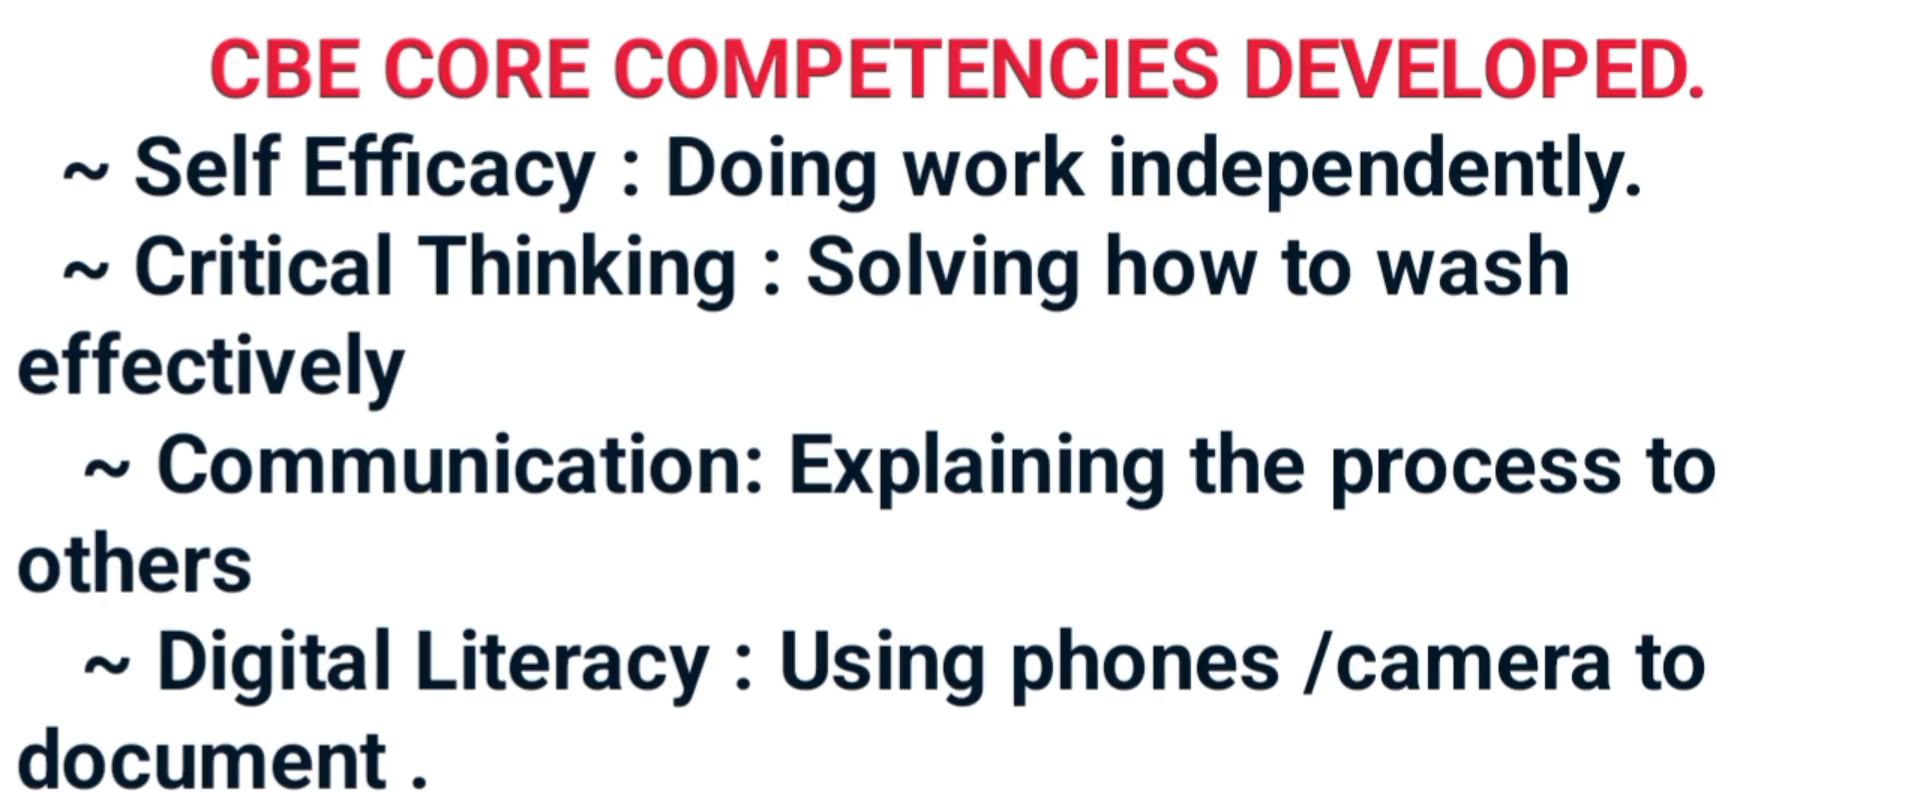 CBE CORE COMPETENCIES DEVELOPED.
~ Self Efficacy : Doing work independently.
~ Critical Thinking : Solving how to wash
effectively
~ Communication: Explaining the process to
others
~ Digital Literacy : Using phones /camera to
document .